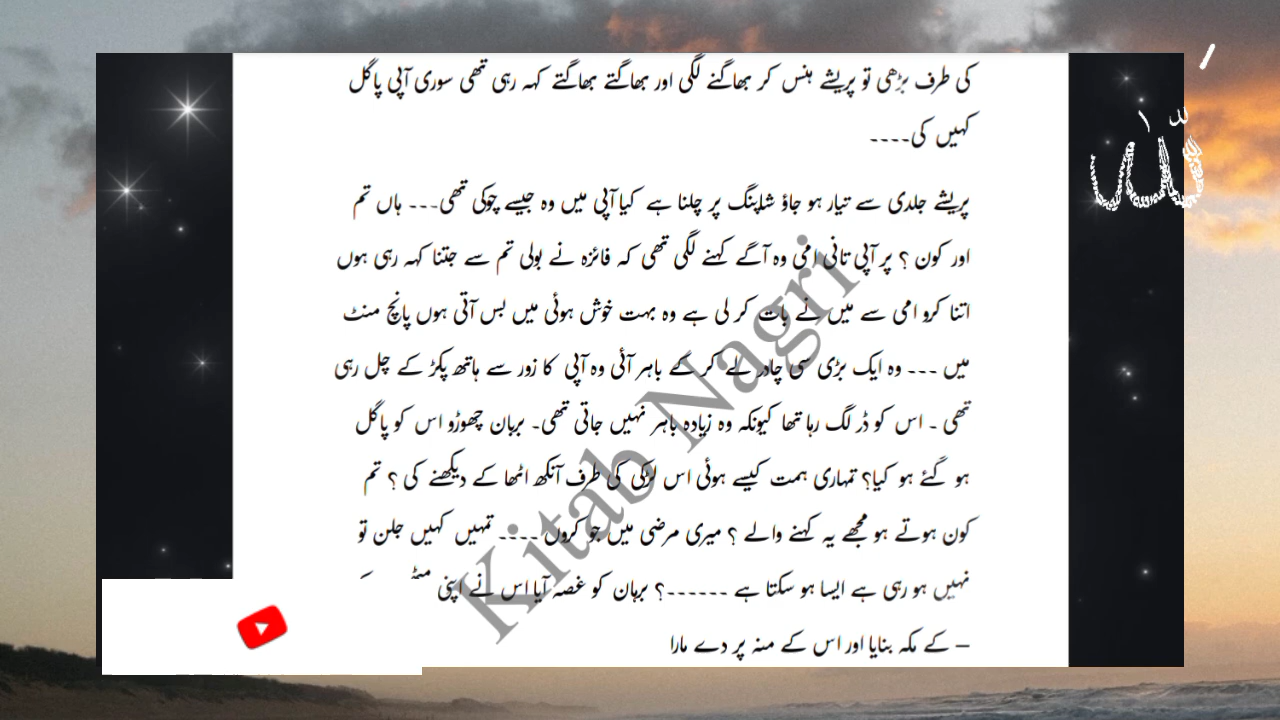 کی طرف بڑھی تو پریشے ہنس کر بھاگنے لگی اور بھاگتے بھاگتے کہہ رہی تھی سوری آپی پاگل
کہیں کی۔۔۔۔
پریشے جلدی سے تیار ہو جاؤ شاپنگ پر چلنا ہے کیا آپی میں وہ جیسے چوکی تھی۔۔۔ ہاں تم
اور کون ؟ پر آپی تانی امی وہ آگے کہنے لگی تھی کہ فائزہ نے بولی تم سے جتنا کہہ رہی ہوں
اتنا کرو امی سے میں نے بات کر لی ہے وہ بہت خوش ہوئی میں بس آتی ہوں پانچ منٹ
میں ۔۔۔ وہ ایک بڑی سی چادر لے کر کے باہر آئی وہ آپی کا زور سے ہاتھ پکڑ کے چل رہی
تھی ۔ اس کو ڈر لگ رہا تھا کیونکہ وہ زیادہ باہر نہیں جاتی تھی۔ برہان چھوڑو اس کو پاگل
ہو گئے ہو کیا؟ تمہاری ہمت کیسے ہوئی اس لڑکی کی طرف آنکھ اٹھا کے دیکھنے کی ؟ تم
کون ہوتے ہو مجھے یہ کہنے والے ؟ میری مرضی میں جو کروں ۔۔۔۔ تمہیں کہیں جلن تو
نہیں ہو رہی ہے ایسا ہو سکتا ہے ۔۔۔۔۔۔؟ برہان کو غصہ آیا اس نے اپنی
– کے مکہ بنایا اور اس کے منہ پر دے مارا
Kitab Nagri
اللہ